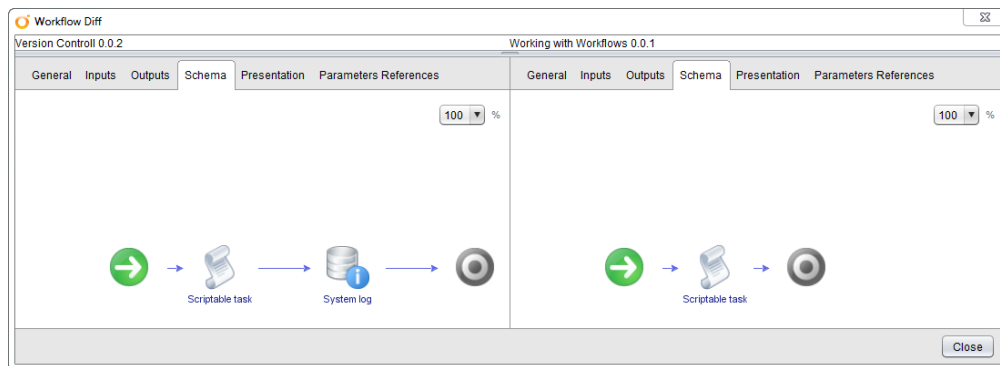 Workflow Diff
Version Controll 0.0.2
Working with Workflows 0.0.1
General Inputs Outputs Schema Presentation Parameters References
General Inputs Outputs Schema Presentation Parameters References
100 %
100 %
Scriptable task System log
Scriptable task
Close